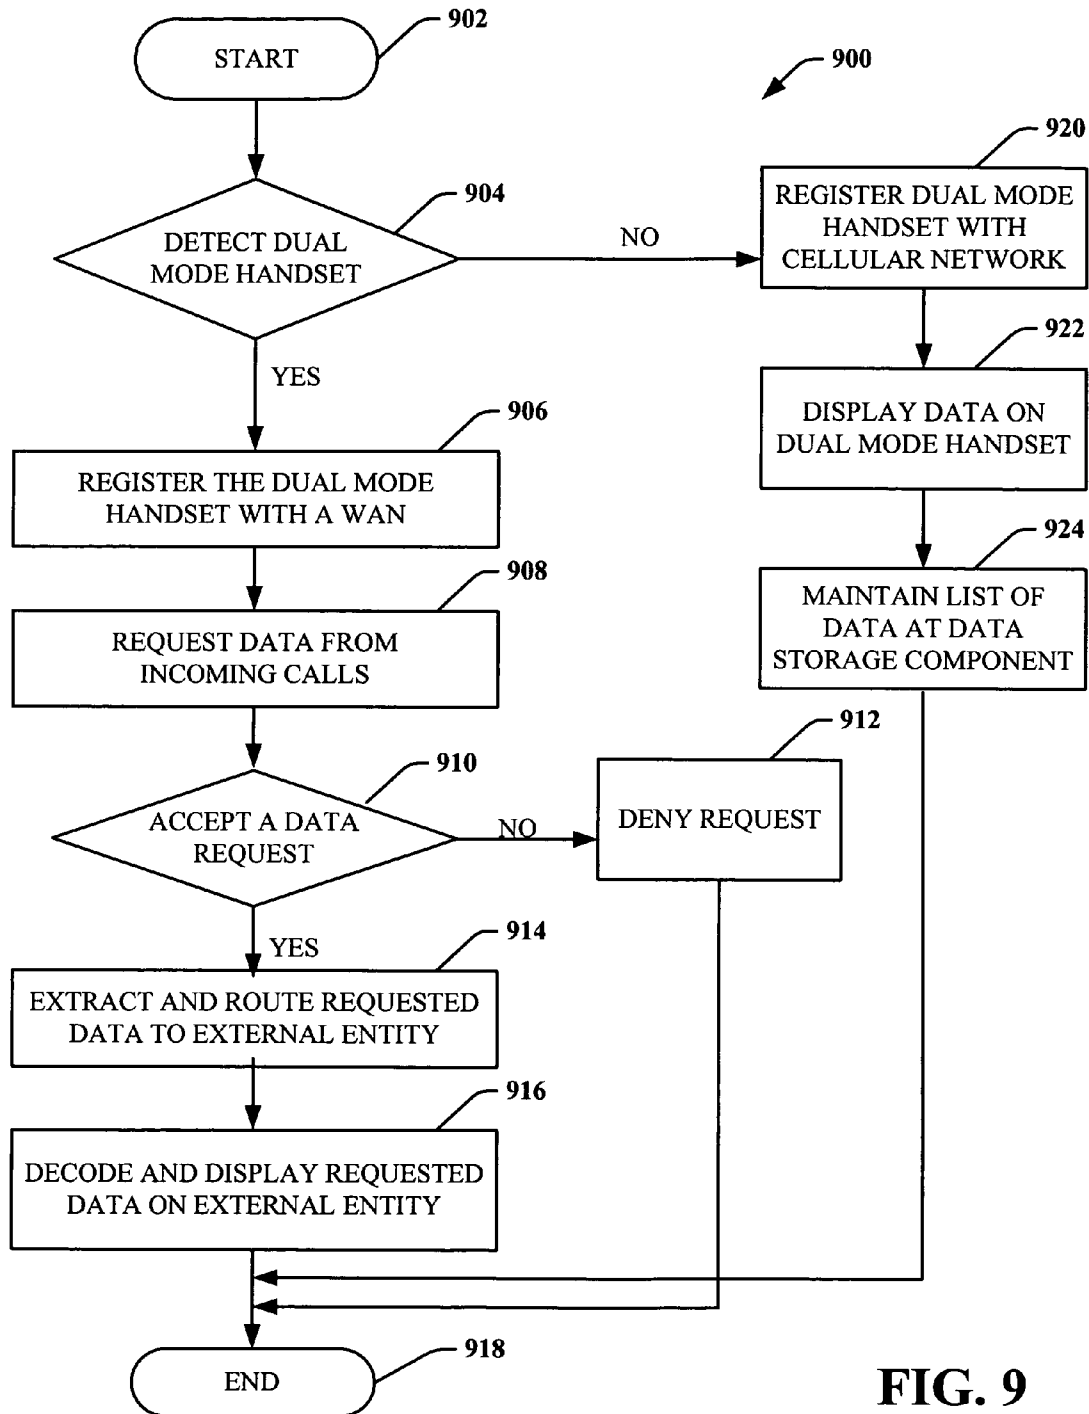 902
START
900
920
904
REGISTER DUAL MODE
HANDSET WITH
CELLULAR NETWORK
DETECT DUAL
MODE HANDSET
NO
YES
922
DISPLAY DATA ON
DUAL MODE HANDSET
906
REGISTER THE DUAL MODE
HANDSET WITH A WAN
924
MAINTAIN LIST OF
DATA AT DATA
STORAGE COMPONENT
908
REQUEST DATA FROM
INCOMING CALLS
912
DENY REQUEST
910
ACCEPT A DATA
REQUEST
NO
YES
914
EXTRACT AND ROUTE REQUESTED
DATA TO EXTERNAL ENTITY
916
DECODE AND DISPLAY REQUESTED
DATA ON EXTERNAL ENTITY
918
END
FIG. 9